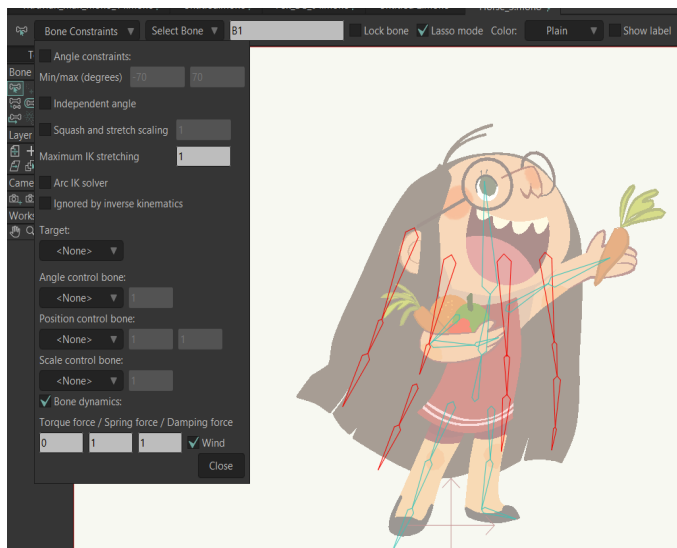 Bone Constraints
Select Bone
B1
Lock bone
Lasso mode
Color:
Plain
Show label
T
Bone
Layer
Came
Works
Angle constraints:
Min/max (degrees)
-70
70
Independent angle
Squash and stretch scaling
1
Maximum IK stretching
1
Arc IK solver
Ignored by inverse kinematics
Target:
<None>
Angle control bone:
<None>
1
Position control bone:
<None>
1
1
Scale control bone:
<None>
1
Bone dynamics:
Torque force / Spring force / Damping force
0
1
1
Wind
Close